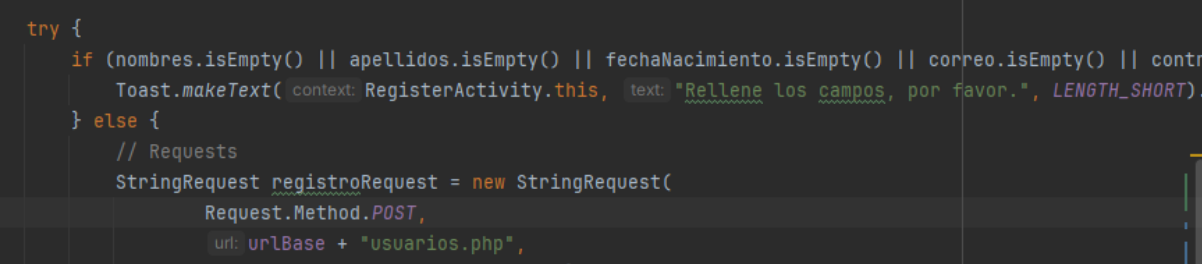 try {
if (nombres.isEmpty() || apellidos.isEmpty() || fechaNacimiento.isEmpty() || correo.isEmpty() || contr
Toast.makeText( context: RegisterActivity.this, text: "Rellene los campos, por favor.", LENGTH_SHORT).
} else {
// Requests
StringRequest registroRequest = new StringRequest(
Request.Method.POST,
url: urlBase + "usuarios.php",